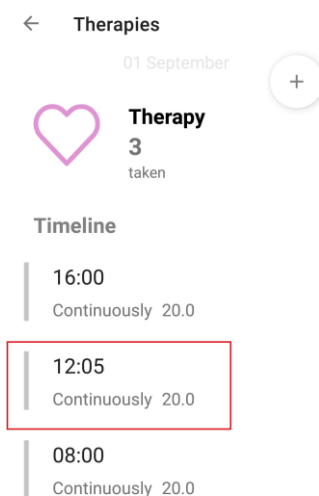 Therapies
01 September
+
Therapy
3
taken
Timeline
16:00
Continuously 20.0
12:05
Continuously 20.0
08:00
Continuously 20.0